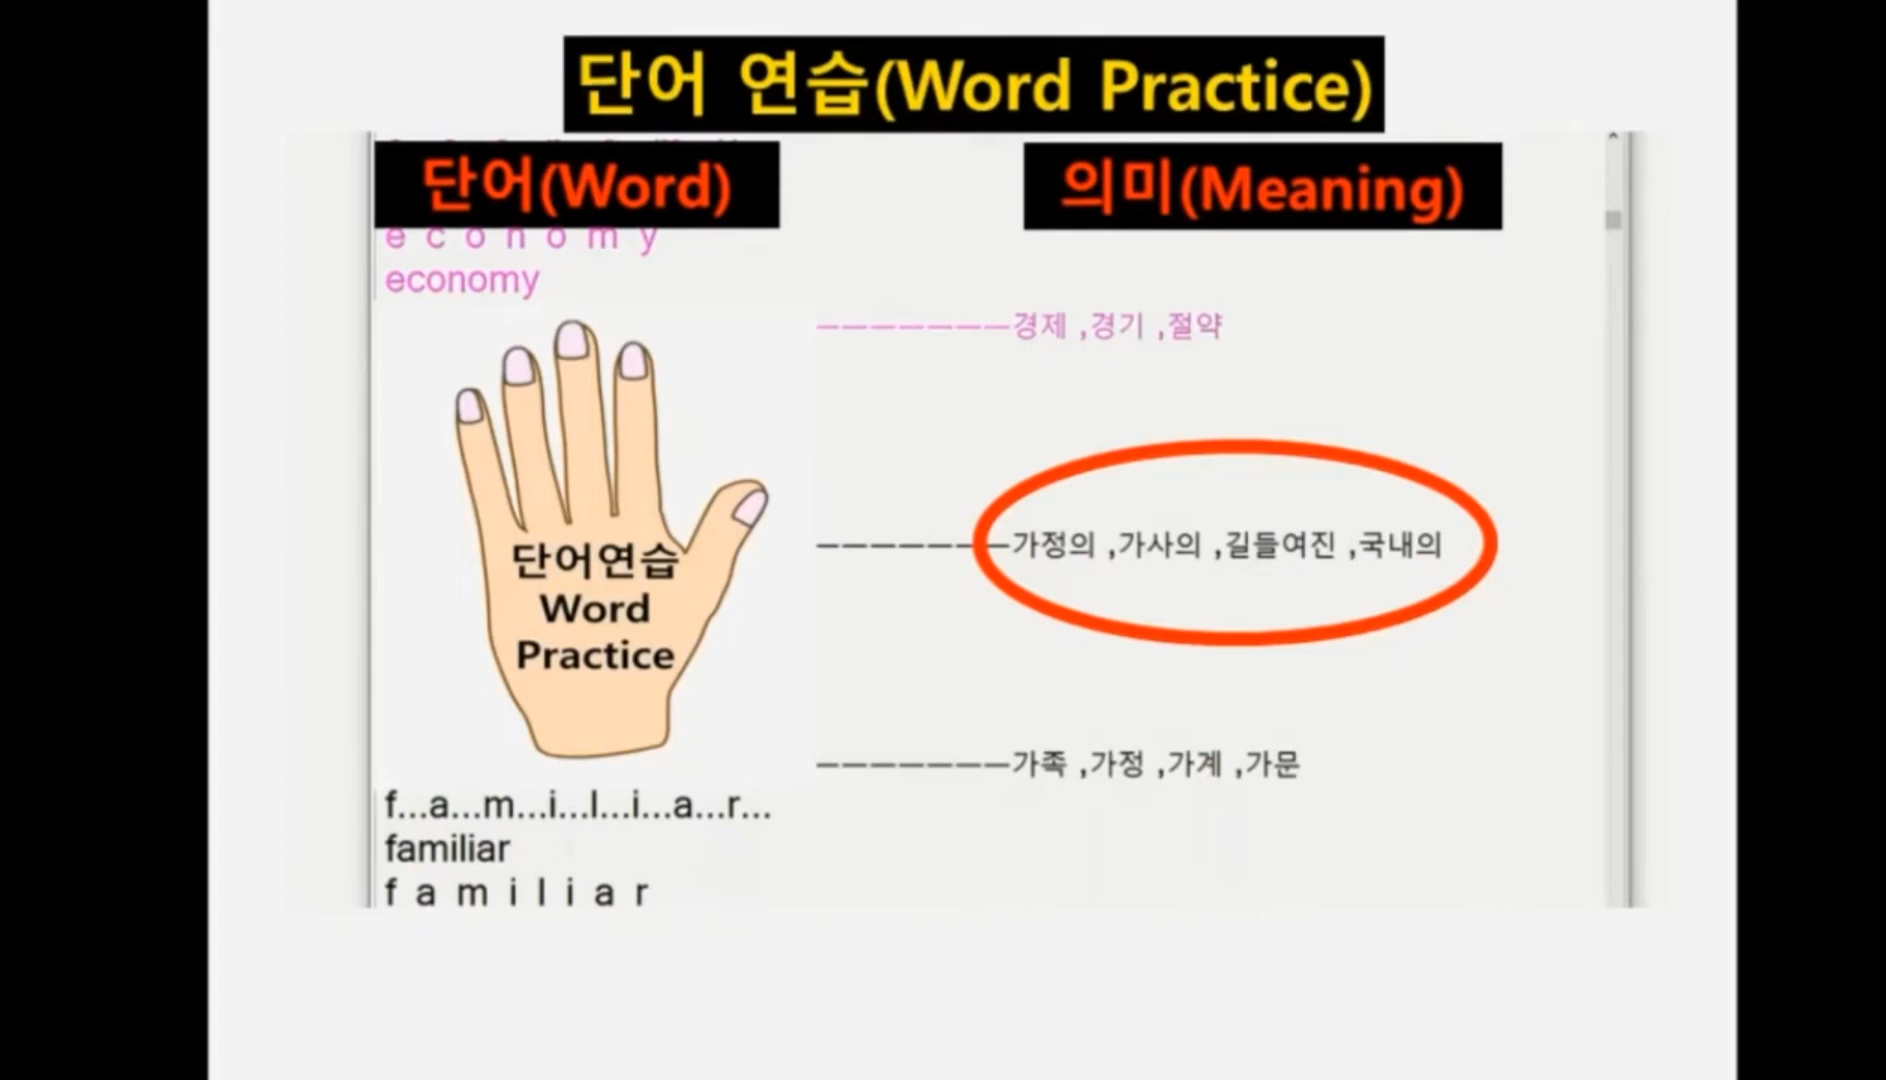 단어 연습(Word Practice)
단어(Word)
의미(Meaning)
e c o n o m y
economy
———————경제 ,경기 ,절약
단어연습
Word
Practice
———————가정의 ,가사의 ,길들여진 ,국내의
———————가족 ,가정 ,가계 ,가문
f...a...m...i...l...i...a...r...
familiar
f a m i l i a r